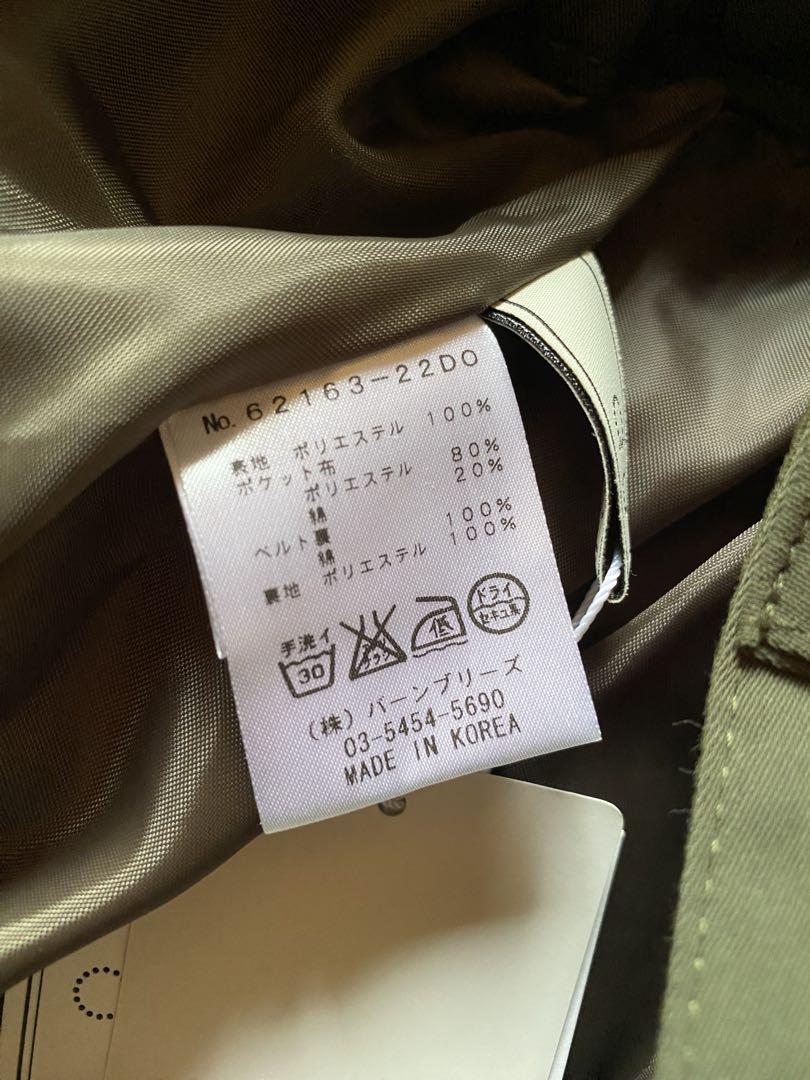 No. 62163-22DO
表地 ポリエステル 100%
ポケット布
ポリエステル 80%
綿 20%
ベルト裏
綿 100%
裏地 ポリエステル 100%
手洗イ 30
低
ドライ
セキユ系
(株) バーンブリーズ
03-5454-5690
MADE IN KOREA